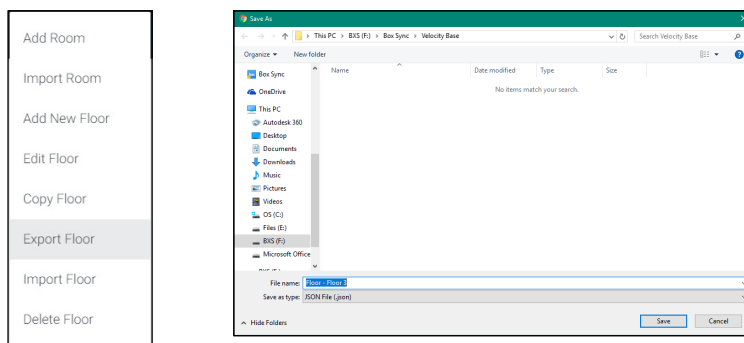 Add Room
Import Room
Add New Floor
Edit Floor
Copy Floor
Export Floor
Import Floor
Delete Floor
Save As
This PC > BXS (F:) > Box Sync > Velocity Base
Search Velocity Base
Organize
New folder
Name Date modified Type Size
No items match your search.
Box Sync
OneDrive
This PC
Autodesk 360
Desktop
Documents
Downloads
Music
Pictures
Videos
OS (C:)
Files (E:)
BXS (F:)
Microsoft Office
File name: Floor - Floor 3
Save as type: JSON File (.json)
Hide Folders
Save
Cancel